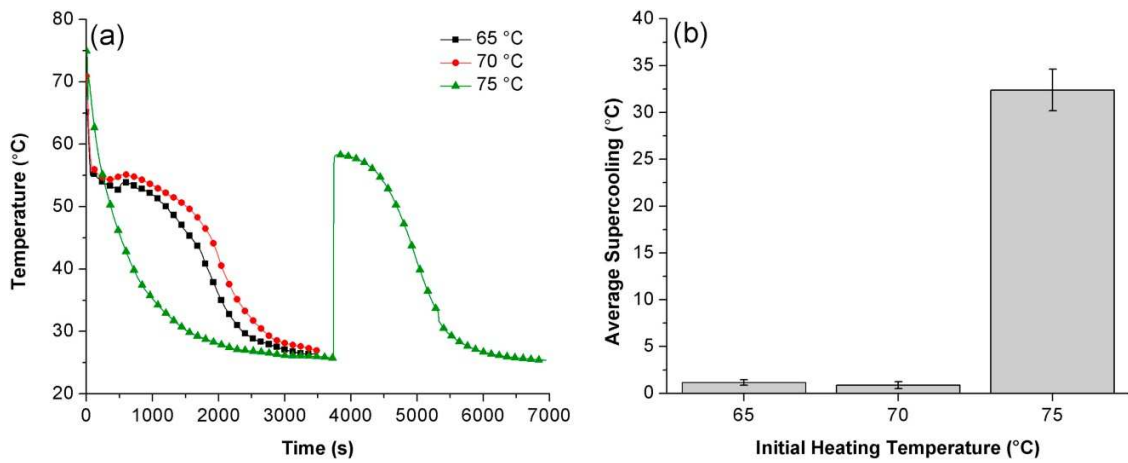 (a)
65 °C
70 °C
75 °C
80
70
60
50
40
30
20
0 1000 2000 3000 4000 5000 6000 7000
Temperature (°C)
Time (s)
(b)
40
35
30
25
20
15
10
5
0
65 70 75
Average Supercooling (°C)
Initial Heating Temperature (°C)